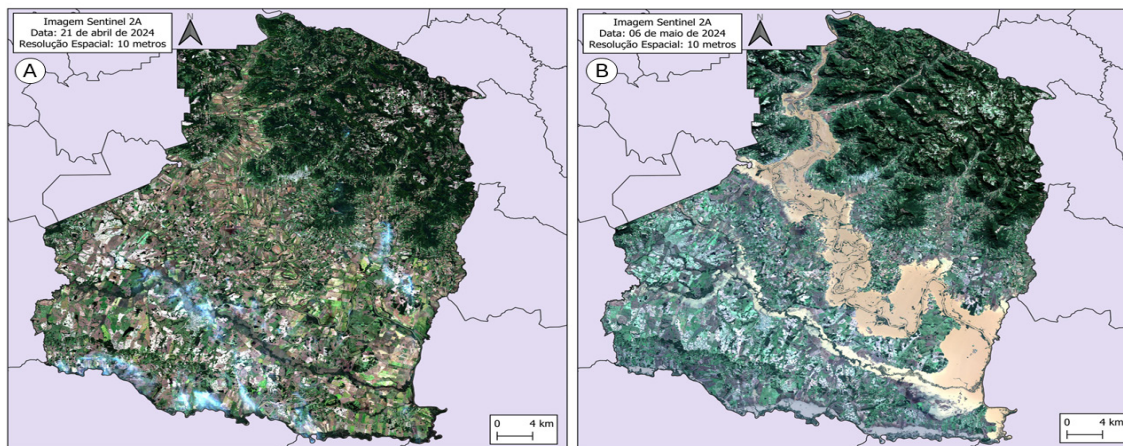 Imagem Sentinel 2A
Data: 21 de abril de 2024
Resolução Espacial: 10 metros
N
A
0 4 km
Imagem Sentinel 2A
Data: 06 de maio de 2024
Resolução Espacial: 10 metros
N
B
0 4 km